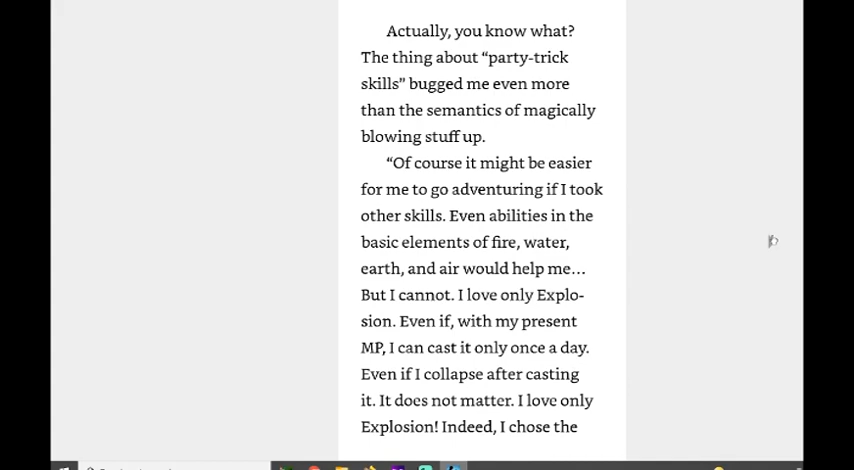 Actually, you know what?
The thing about “party-trick
skills” bugged me even more
than the semantics of magically
blowing stuff up.
“Of course it might be easier
for me to go adventuring if I took
other skills. Even abilities in the
basic elements of fire, water,
earth, and air would help me…
But I cannot. I love only Explo-
sion. Even if, with my present
MP, I can cast it only once a day.
Even if I collapse after casting
it. It does not matter. I love only
Explosion! Indeed, I chose the